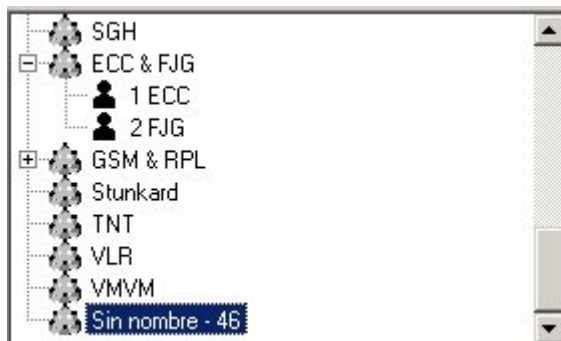 SGH
ECC & FJG
1 ECC
2 FJG
GSM & RPL
Stunkard
TNT
VLR
VMVM
Sin nombre - 46